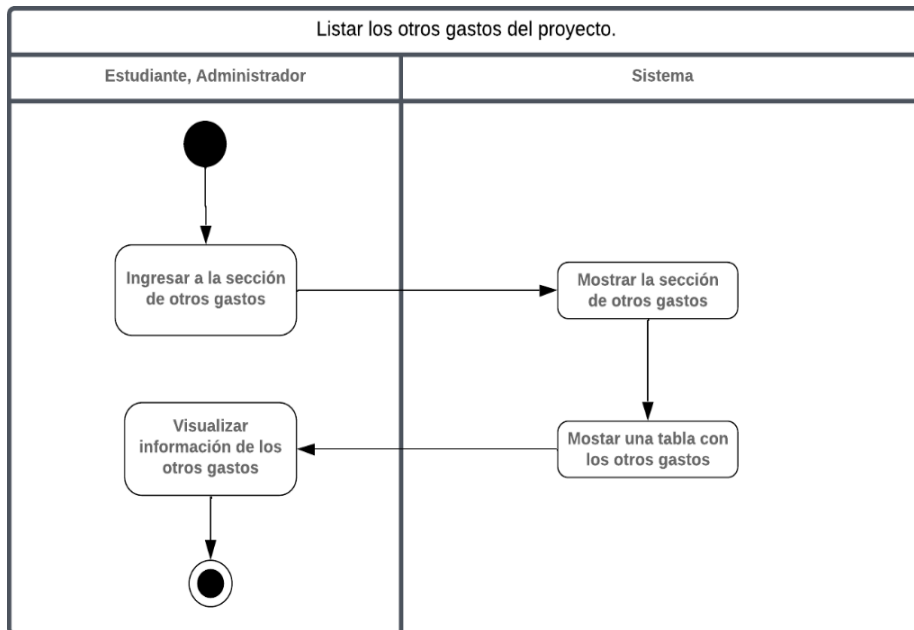 Listar los otros gastos del proyecto.
Estudiante, Administrador
Sistema
Ingresar a la sección
de otros gastos
Mostrar la sección
de otros gastos
Mostar una tabla con
los otros gastos
Visualizar
información de los
otros gastos